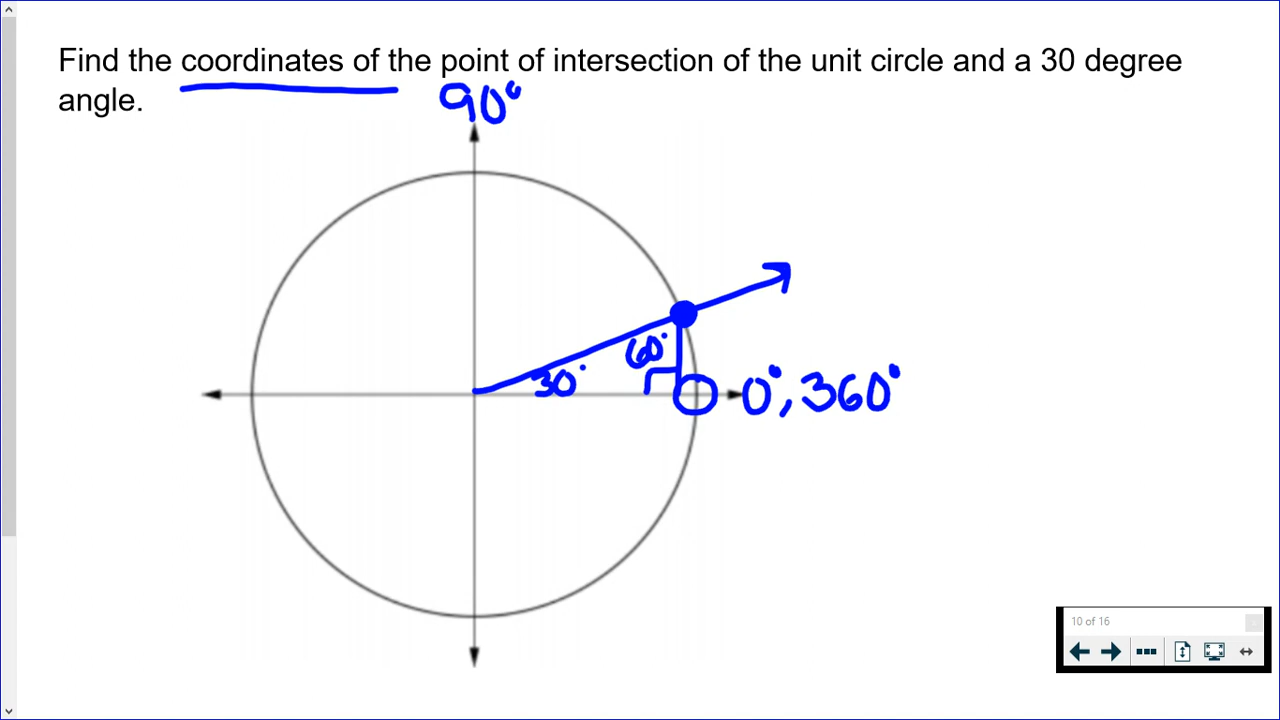 Find the coordinates of the point of intersection of the unit circle and a 30 degree
angle.
90°
60°
30°
0°, 360°
10 of 16